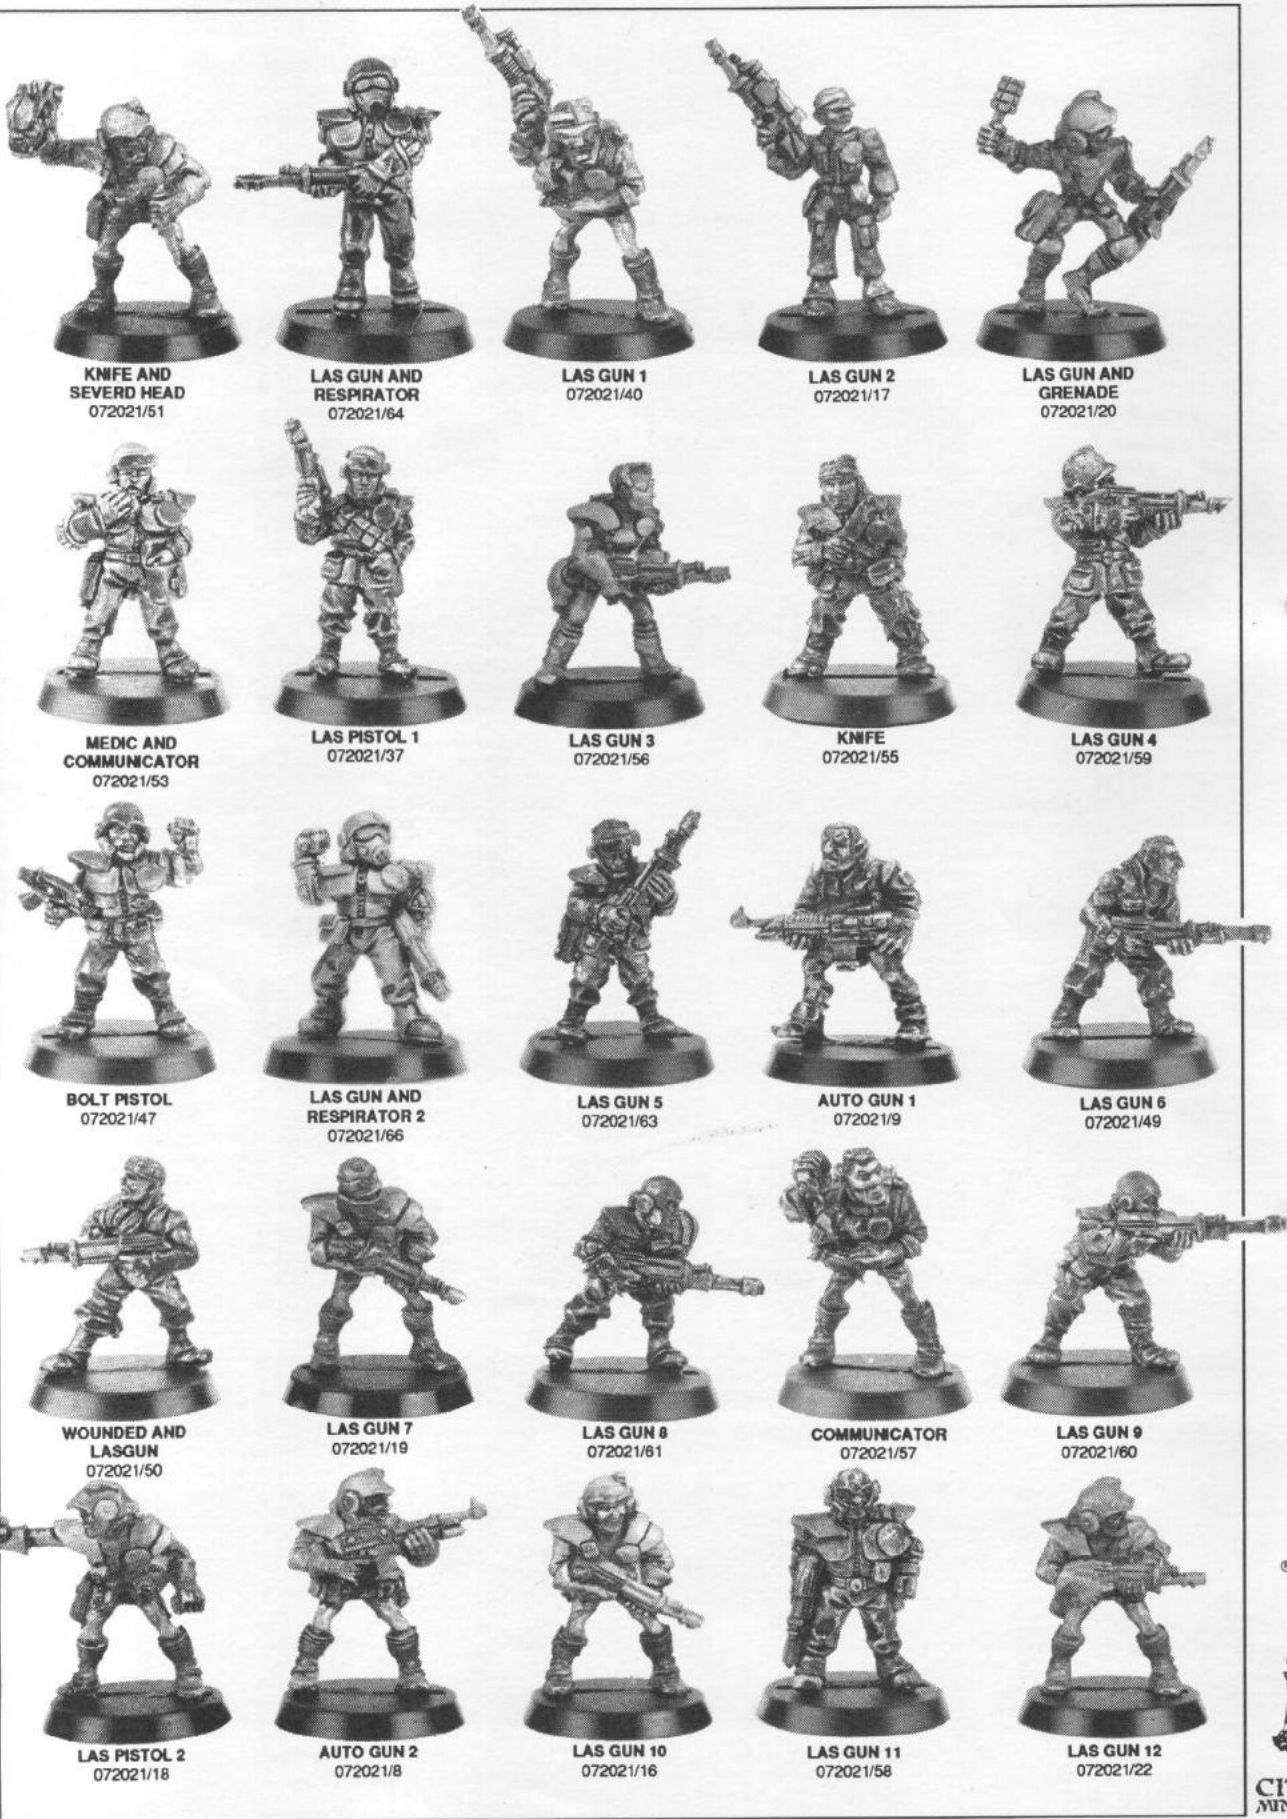 KNIFE AND
SEVERD HEAD
072021/51
LAS GUN AND
RESPIRATOR
072021/64
LAS GUN 1
072021/40
LAS GUN 2
072021/17
LAS GUN AND
GRENADE
072021/20
MEDIC AND
COMMUNICATOR
072021/53
LAS PISTOL 1
072021/37
LAS GUN 3
072021/56
KNIFE
072021/55
LAS GUN 4
072021/59
BOLT PISTOL
072021/47
LAS GUN AND
RESPIRATOR 2
072021/66
LAS GUN 5
072021/63
AUTO GUN 1
072021/9
LAS GUN 6
072021/49
WOUNDED AND
LASGUN
072021/50
LAS GUN 7
072021/19
LAS GUN 8
072021/61
COMMUNICATOR
072021/57
LAS GUN 9
072021/60
LAS PISTOL 2
072021/18
AUTO GUN 2
072021/8
LAS GUN 10
072021/16
LAS GUN 11
072021/58
LAS GUN 12
072021/22